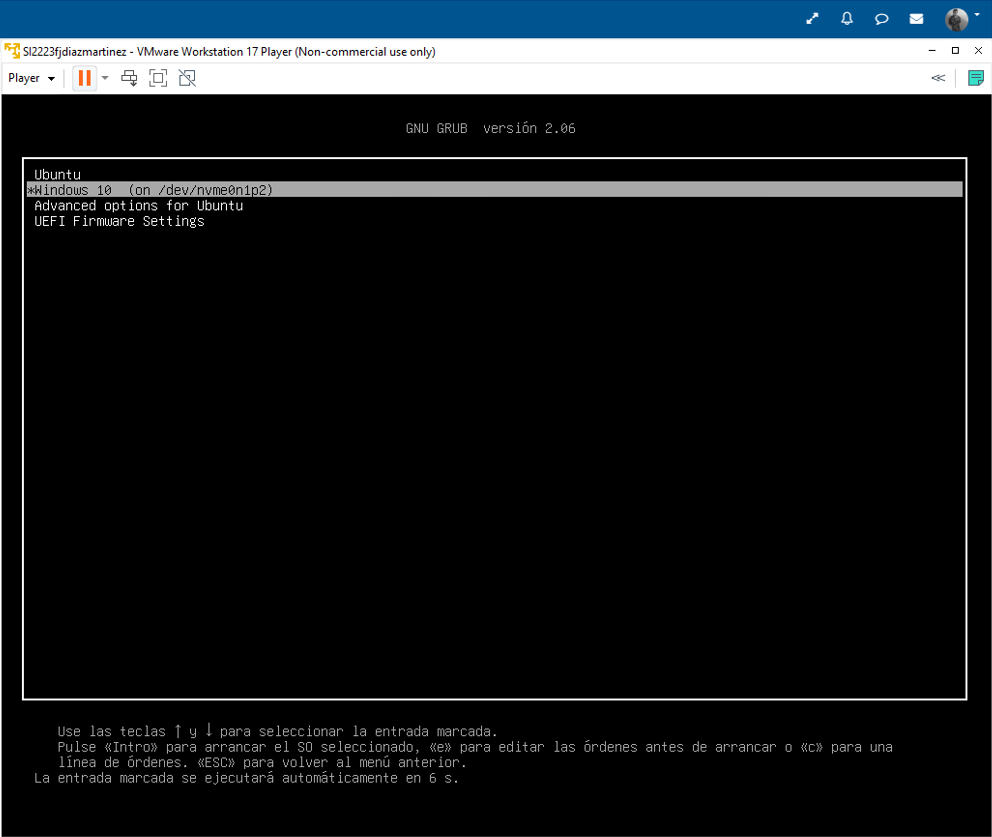 SI2223fjdiazmartinez - VMware Workstation 17 Player (Non-commercial use only)
Player
GNU GRUB versión 2.06
Ubuntu
*Windows 10 (on /dev/nvme0n1p2)
Advanced options for Ubuntu
UEFI Firmware Settings
Use las teclas ↑ y ↓ para seleccionar la entrada marcada.
Pulse «Intro» para arrancar el SO seleccionado, «e» para editar las órdenes antes de arrancar o «c» para una
línea de órdenes. «ESC» para volver al menú anterior.
La entrada marcada se ejecutará automáticamente en 6 s.